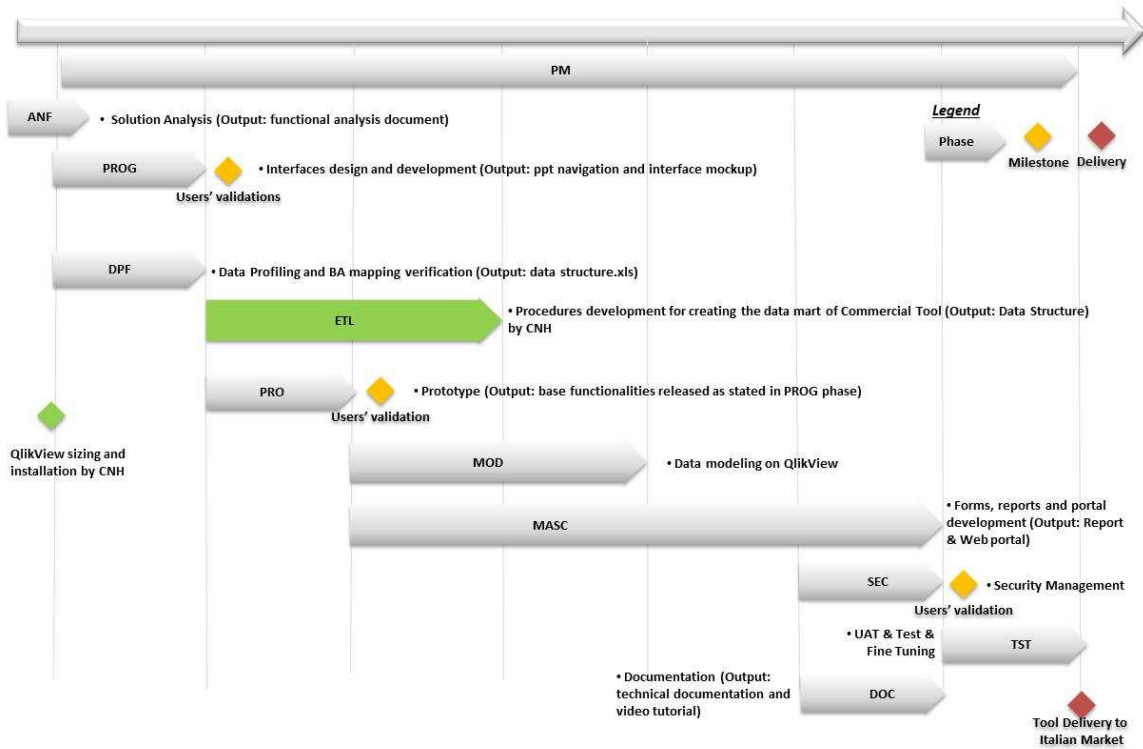 PM
ANF
• Solution Analysis (Output: functional analysis document)
Legend
Phase
Milestone
Delivery
PROG
• Interfaces design and development (Output: ppt navigation and interface mockup)
Users’ validations
DPF
• Data Profiling and BA mapping verification (Output: data structure.xls)
ETL
• Procedures development for creating the data mart of Commercial Tool (Output: Data Structure)
by CNH
PRO
• Prototype (Output: base functionalities released as stated in PROG phase)
Users’ validation
QlikView sizing and
installation by CNH
MOD
• Data modeling on QlikView
MASC
• Forms, reports and portal
development (Output: Report
& Web portal)
SEC
• Security Management
Users’ validation
• UAT & Test &
Fine Tuning
TST
• Documentation (Output:
technical documentation and
video tutorial)
DOC
Tool Delivery to
Italian Market